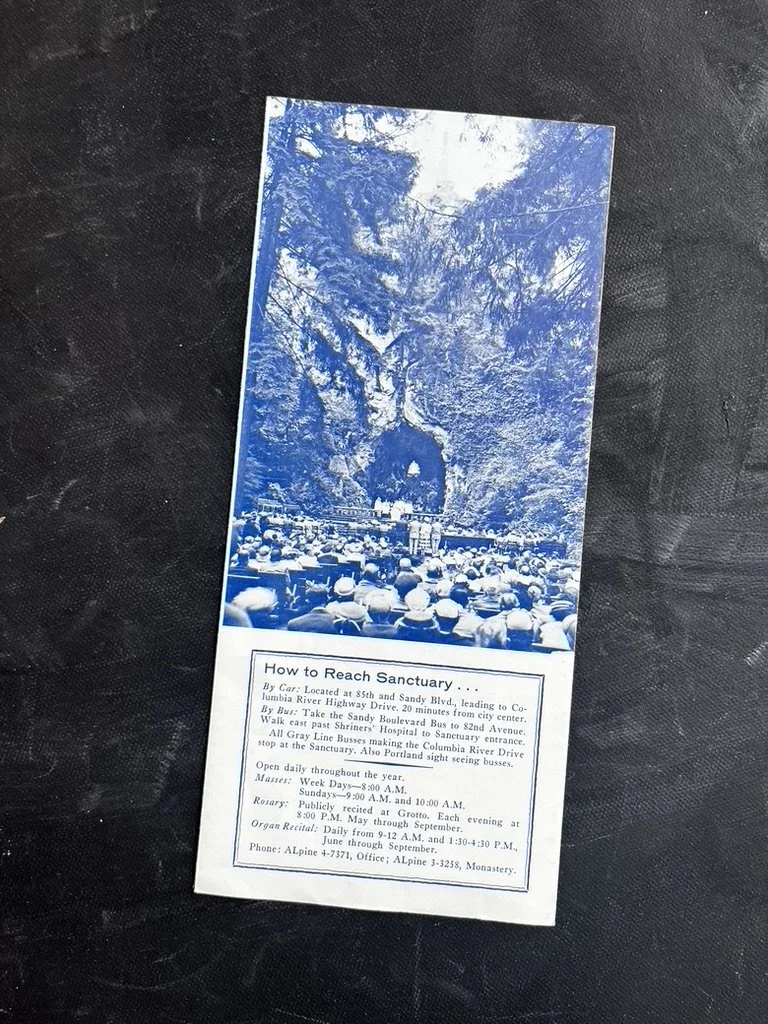 How to Reach Sanctuary . . .
By Car: Located at 85th and Sandy Blvd., leading to Co-
lumbia River Highway Drive. 20 minutes from city center.
By Bus: Take the Sandy Boulevard Bus to 82nd Avenue.
Walk east past Shriners' Hospital to Sanctuary entrance.
All Gray Line Busses making the Columbia River Drive
stop at the Sanctuary. Also Portland sight seeing busses.
Open daily throughout the year.
Masses: Week Days—8:00 A.M.
Sundays—9:00 A.M. and 10:00 A.M.
Rosary: Publicly recited at Grotto. Each evening at
8:00 P.M. May through September.
Organ Recital: Daily from 9-12 A.M. and 1:30-4:30 P.M.,
June through September.
Phone: ALpine 4-7371, Office; ALpine 3-3258, Monastery.